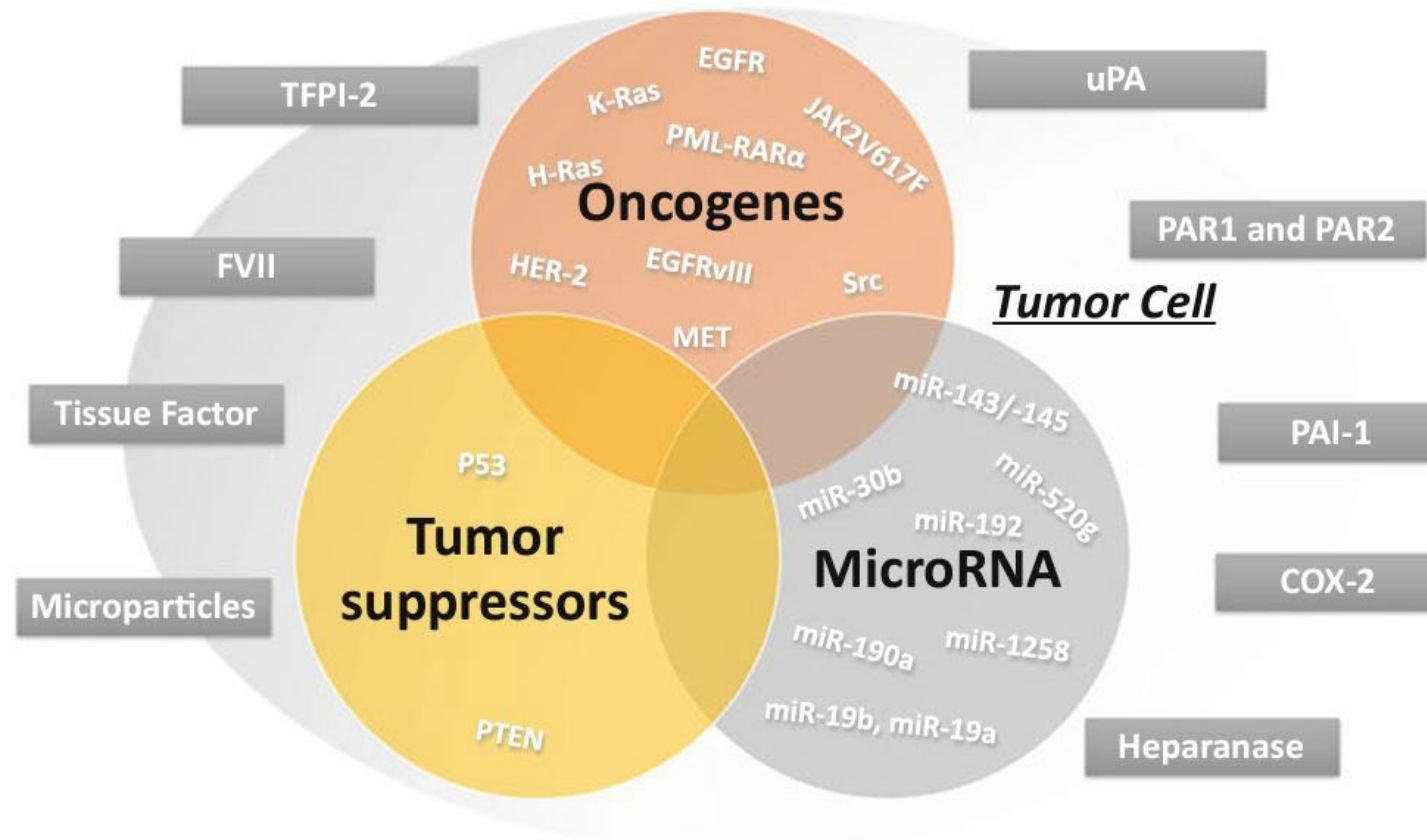 EGFR
TFPI-2
uPA
K-Ras
JAK2V617F
PML-RARα
H-Ras
Oncogenes
PAR1 and PAR2
FVII
HER-2
EGFRvIII
Src
Tumor Cell
MET
miR-143/-145
Tissue Factor
PAI-1
P53
miR-30b
miR-520g
miR-192
Tumor
suppressors
MicroRNA
COX-2
Microparticles
miR-190a
miR-1258
miR-19b, miR-19a
PTEN
Heparanase